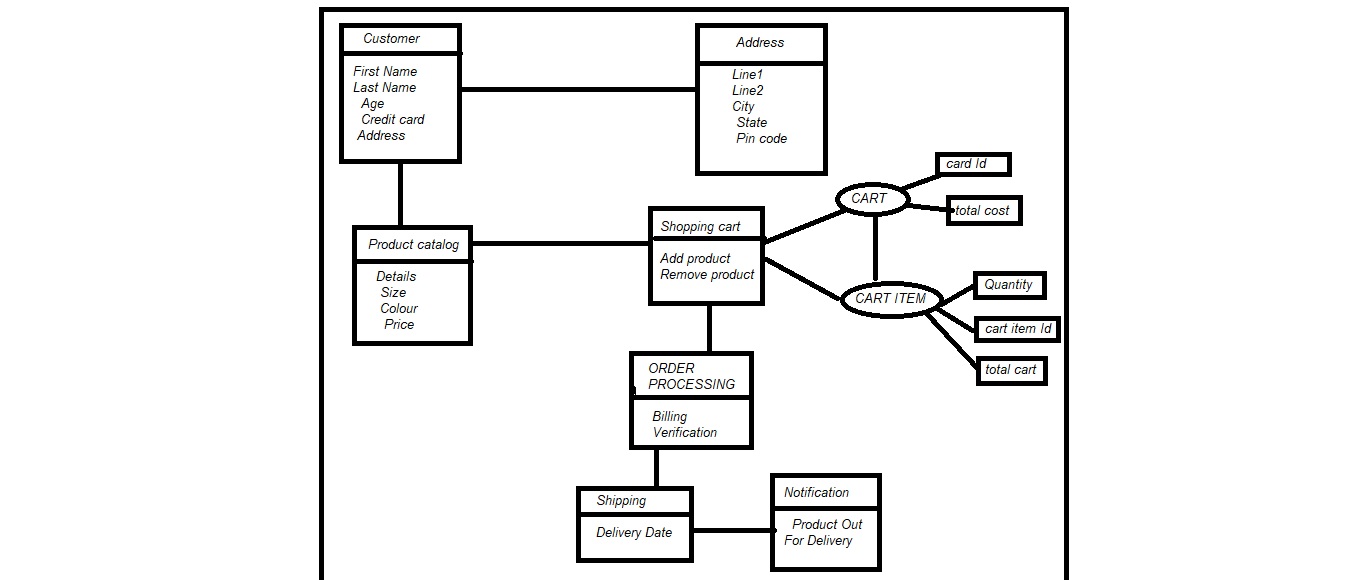 Customer
First Name
Last Name
Age
Credit card
Address
Address
Line1
Line2
City
State
Pin code
Product catalog
Details
Size
Colour
Price
Shopping cart
Add product
Remove product
CART
card Id
total cost
CART ITEM
Quantity
cart item Id
total cart
ORDER
PROCESSING
Billing
Verification
Shipping
Delivery Date
Notification
Product Out
For Delivery